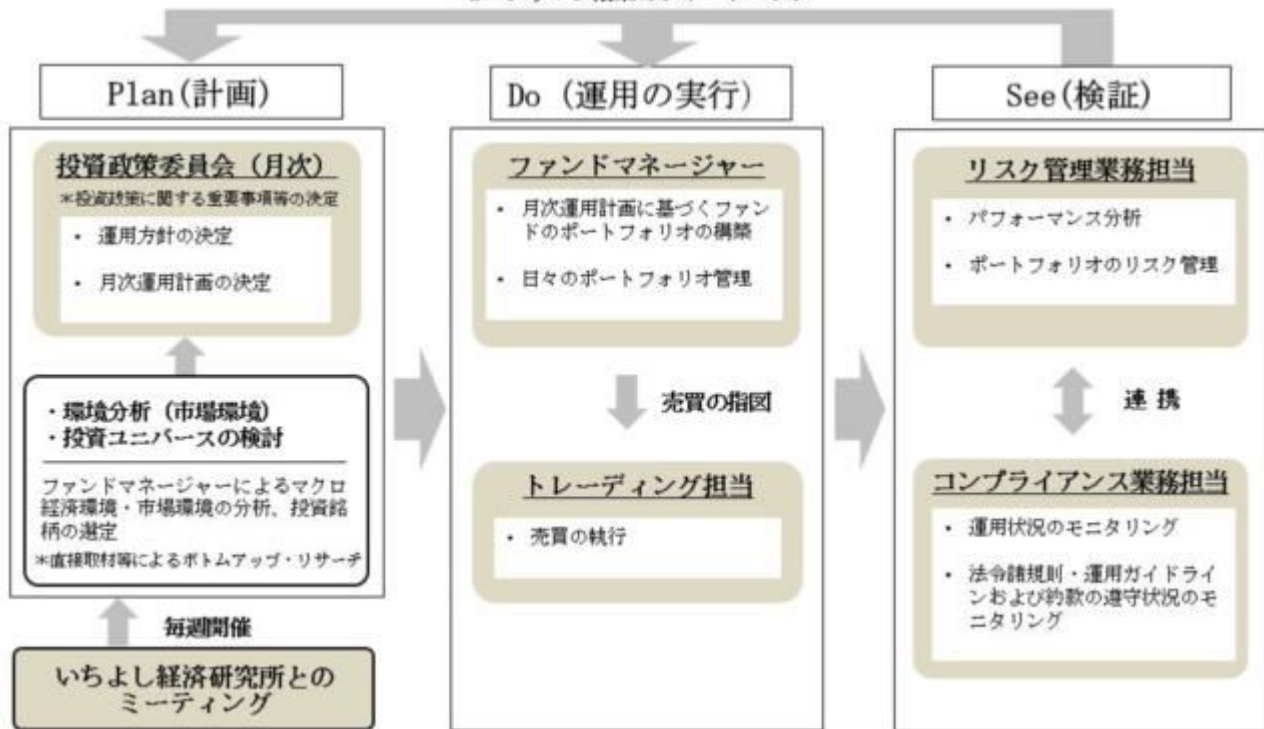 Plan(計画)
投資政策委員会（月次）
＊投資政策に関する重要事項等の決定
・ 運用方針の決定
・ 月次運用計画の決定
・環境分析（市場環境）
・投資ユニバースの検討
ファンドマネージャーによるマクロ
経済環境・市場環境の分析、投資銘
柄の選定
＊直接取材等によるボトムアップ・リサーチ
毎週開催
いちよし経済研究所との
ミーティング
Do（運用の実行）
ファンドマネージャー
・ 月次運用計画に基づくファン
ドのポートフォリオの構築
・ 日々のポートフォリオ管理
売買の指図
トレーディング担当
・ 売買の執行
See(検証)
リスク管理業務担当
・ パフォーマンス分析
・ ポートフォリオのリスク管理
連 携
コンプライアンス業務担当
・ 運用状況のモニタリング
・ 法令諸規則・運用ガイドライ
ンおよび約款の遵守状況のモ
ニタリング